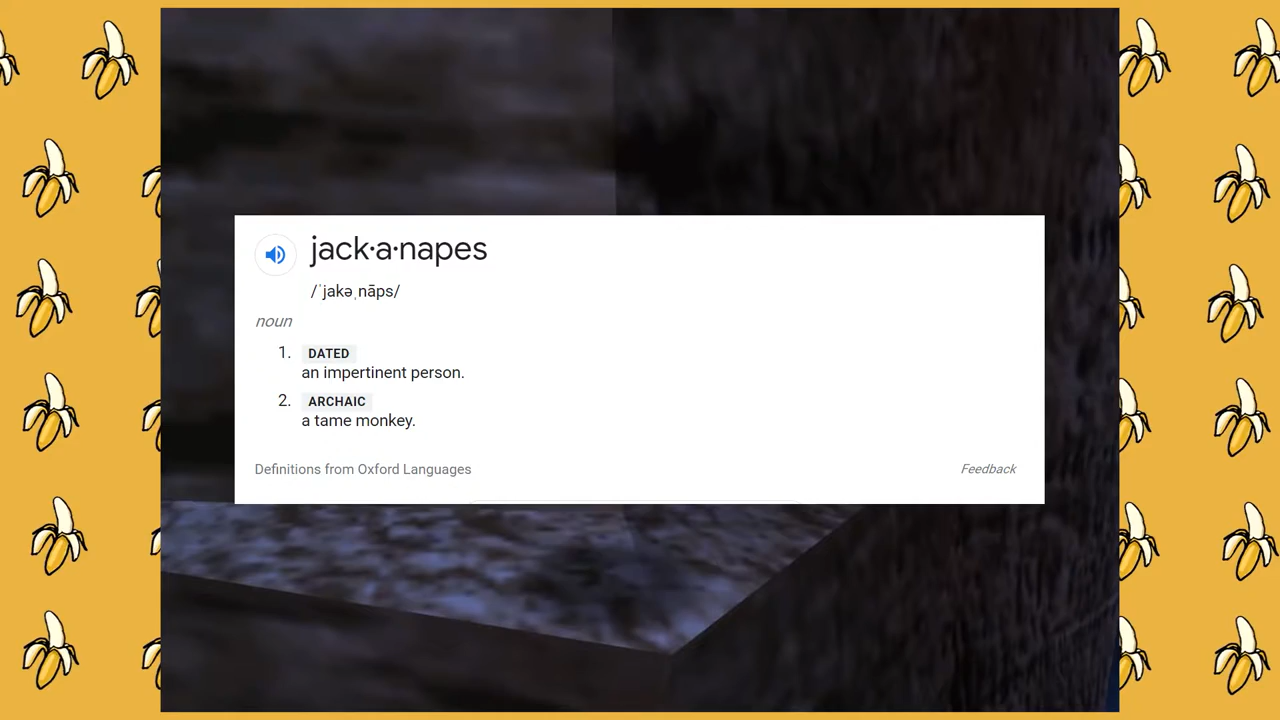 jack·a·napes
/ˈjakəˌnāps/
noun
1. DATED
an impertinent person.
2. ARCHAIC
a tame monkey.
Definitions from Oxford Languages
Feedback